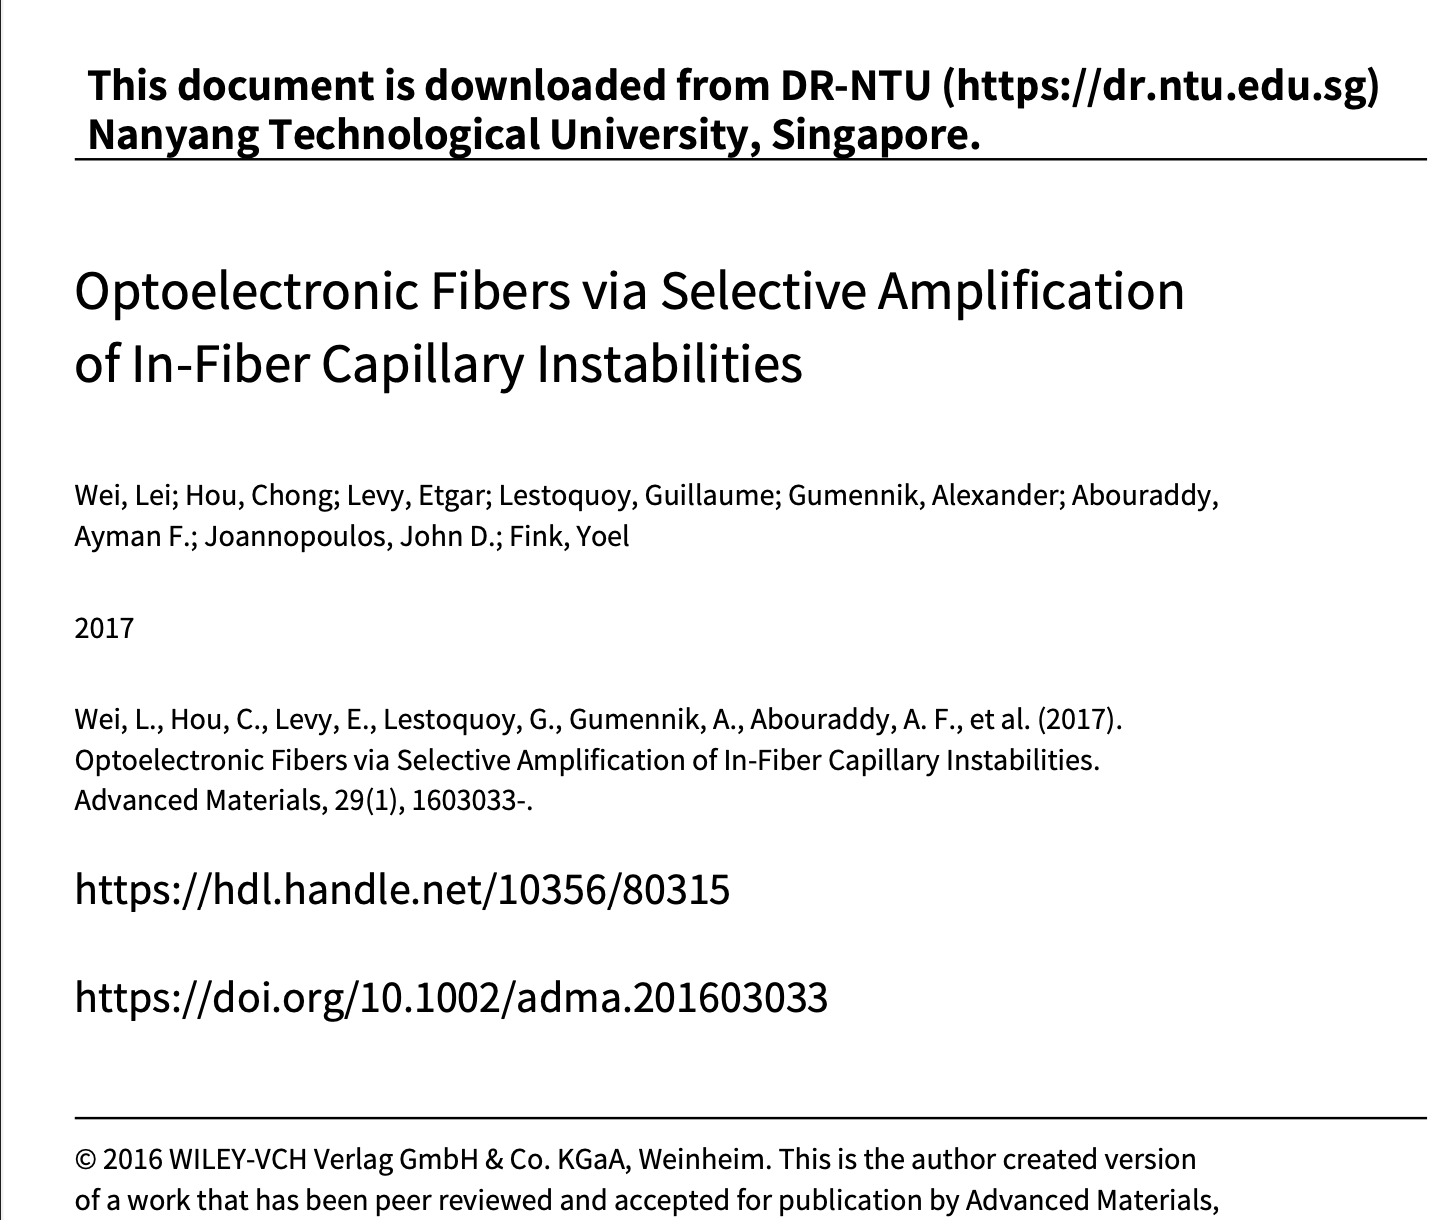 This document is downloaded from DR-NTU (https://dr.ntu.edu.sg)
Nanyang Technological University, Singapore.
Optoelectronic Fibers via Selective Amplification
of In-Fiber Capillary Instabilities
Wei, Lei; Hou, Chong; Levy, Etgar; Lestoquoy, Guillaume; Gumennik, Alexander; Abouraddy,
Ayman F.; Joannopoulos, John D.; Fink, Yoel
2017
Wei, L., Hou, C., Levy, E., Lestoquoy, G., Gumennik, A., Abouraddy, A. F., et al. (2017).
Optoelectronic Fibers via Selective Amplification of In-Fiber Capillary Instabilities.
Advanced Materials, 29(1), 1603033-.
https://hdl.handle.net/10356/80315
https://doi.org/10.1002/adma.201603033
© 2016 WILEY-VCH Verlag GmbH & Co. KGaA, Weinheim. This is the author created version
of a work that has been peer reviewed and accepted for publication by Advanced Materials,